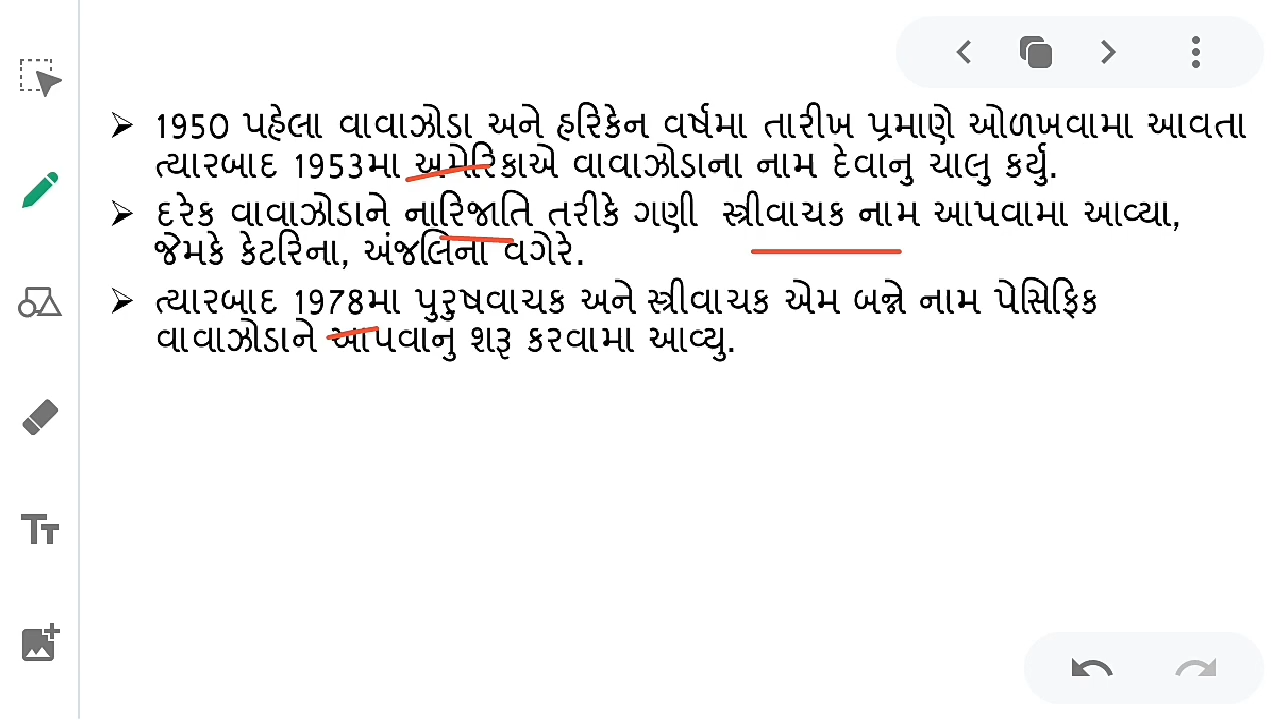 ➢ 1950 પહેલા વાવાઝોડા અને હરિકેન વર્ષમા તારીખ પ્રમાણે ઓળખવામા આવતા
ત્યારબાદ 1953મા અમેરિકાએ વાવાઝોડાના નામ દેવાનુ ચાલુ કર્યું.
➢ દરેક વાવાઝોડાને નારિજાતિ તરીકે ગણી સ્ત્રીવાચક નામ આપવામા આવ્યા,
જેમકે કેટરિના, અંજલિના વગેરે.
➢ ત્યારબાદ 1978મા પુરુષવાચક અને સ્ત્રીવાચક એમ બન્ને નામ પેસિફિક
વાવાઝોડાને આપવાનુ શરૂ કરવામા આવ્યુ.